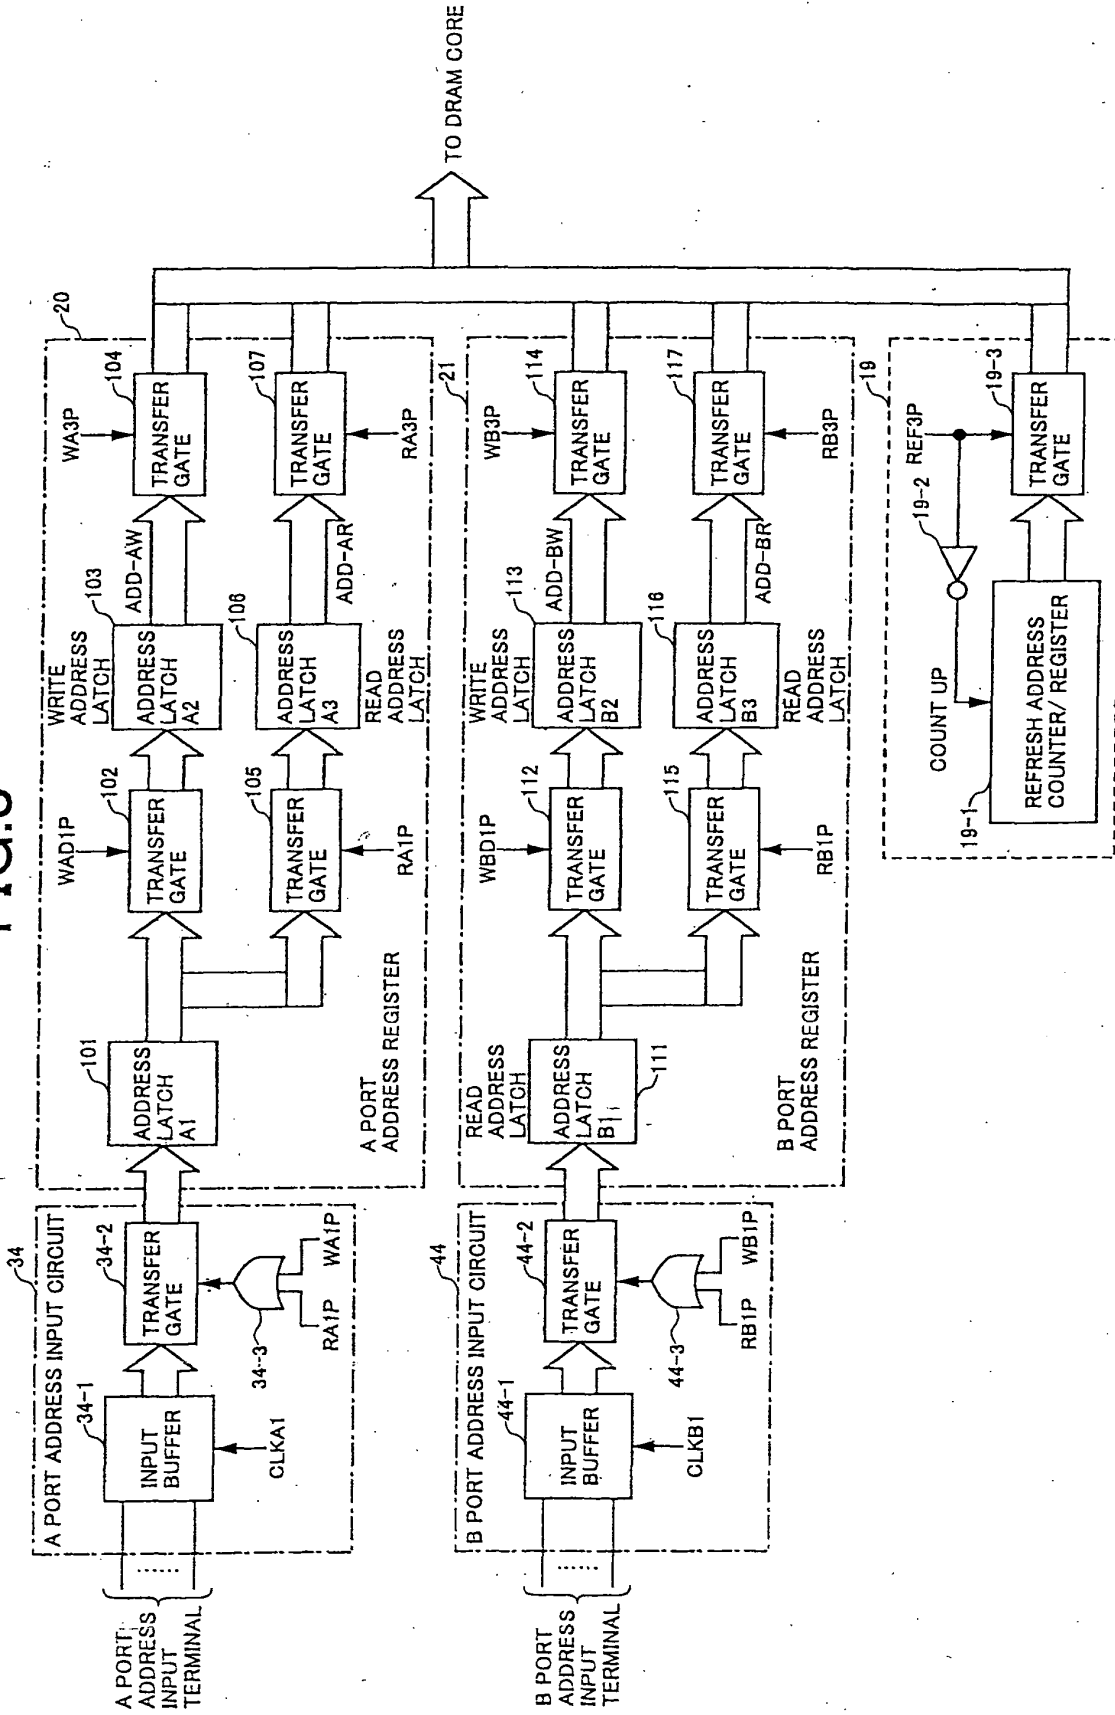 A PORT
ADDRESS
INPUT
TERMINAL
A PORT ADDRESS INPUT CIRCUIT
34
34-1
INPUT
BUFFER
CLKA1
34-2
TRANSFER
GATE
34-3
RA1P
WA1P
20
101
ADDRESS
LATCH
A1
A PORT
ADDRESS REGISTER
WAD1P
102
TRANSFER
GATE
WRITE
ADDRESS
LATCH
103
ADDRESS
LATCH
A2
ADD-AW
WA3P
104
TRANSFER
GATE
105
TRANSFER
GATE
RA1P
106
ADDRESS
LATCH
A3
READ
ADDRESS
LATCH
ADD-AR
107
TRANSFER
GATE
RA3P
TO DRAM CORE
B PORT
ADDRESS
INPUT
TERMINAL
B PORT ADDRESS INPUT CIRCUIT
44
44-1
INPUT
BUFFER
CLKB1
44-2
TRANSFER
GATE
44-3
RB1P
WB1P
21
READ ADDRESS
LATCH
ADDRESS
LATCH
B1
111
B PORT
ADDRESS REGISTER
WBD1P
112
TRANSFER
GATE
WRITE
ADDRESS
LATCH
113
ADDRESS
LATCH
B2
ADD-BW
WB3P
114
TRANSFER
GATE
115
TRANSFER
GATE
RB1P
116
ADDRESS
LATCH
B3
READ ADDRESS
LATCH
ADD-BR
117
TRANSFER
GATE
RB3P
19
COUNT UP
19-1
REFRESH ADDRESS
COUNTER/REGISTER
19-2
REF3P
19-3
TRANSFER
GATE